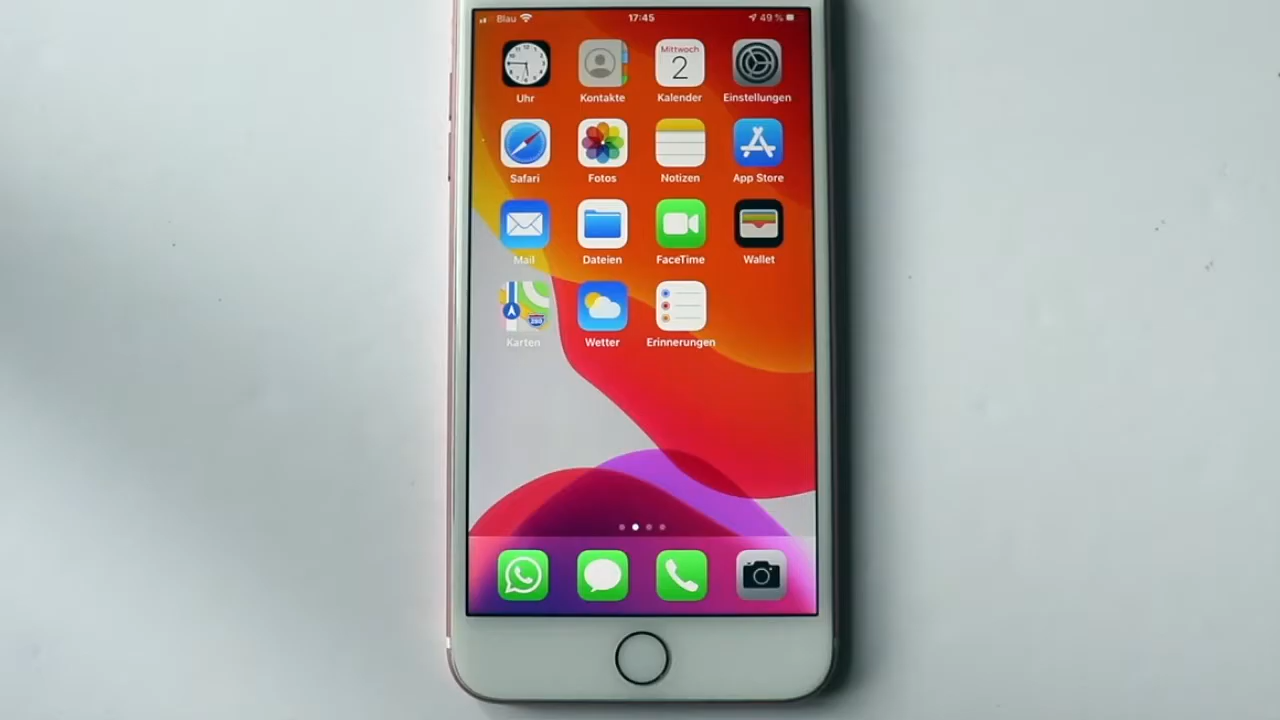 Blau 17:45 49 %
Mittwoch
2
Uhr Kontakte Kalender Einstellungen
Safari Fotos Notizen App Store
Mail Dateien FaceTime Wallet
280
Karten Wetter Erinnerungen